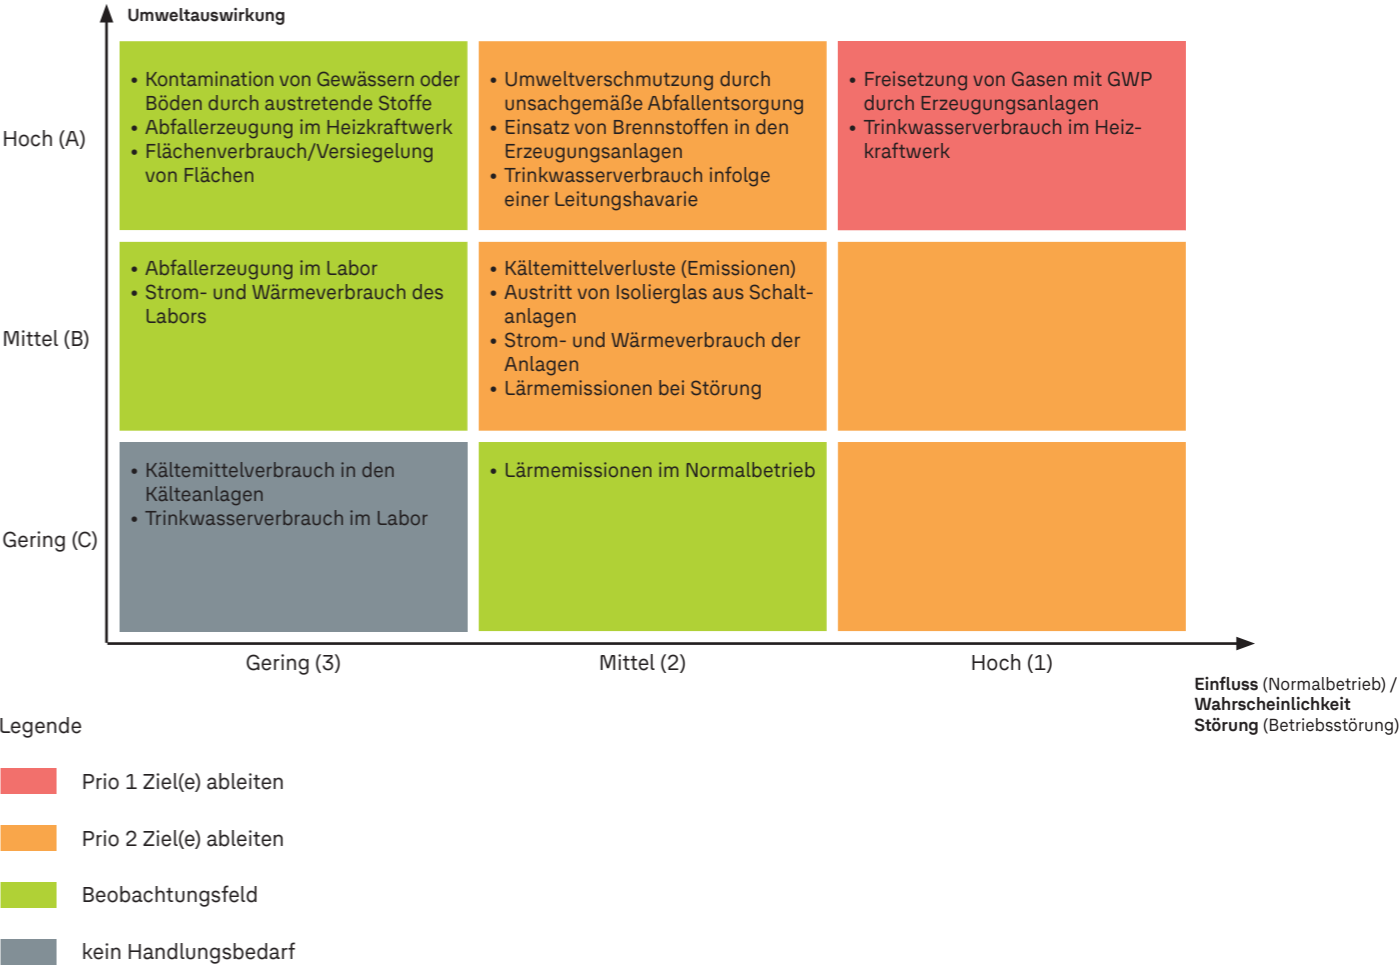 Umweltauswirkung
Hoch (A)
• Kontamination von Gewässern oder
Böden durch austretende Stoffe
• Abfallerzeugung im Heizkraftwerk
• Flächenverbrauch/Versiegelung
von Flächen
• Umweltverschmutzung durch
unsachgemäße Abfallentsorgung
• Einsatz von Brennstoffen in den
Erzeugungsanlagen
• Trinkwasserverbrauch infolge
einer Leitungshavarie
• Freisetzung von Gasen mit GWP
durch Erzeugungsanlagen
• Trinkwasserverbrauch im Heiz-
kraftwerk
Mittel (B)
• Abfallerzeugung im Labor
• Strom- und Wärmeverbrauch des
Labors
• Kältemittelverluste (Emissionen)
• Austritt von Isolierglas aus Schalt-
anlagen
• Strom- und Wärmeverbrauch der
Anlagen
• Lärmemissionen bei Störung
Gering (C)
• Kältemittelverbrauch in den
Kälteanlagen
• Trinkwasserverbrauch im Labor
• Lärmemissionen im Normalbetrieb
Gering (3)
Mittel (2)
Hoch (1)
Einfluss (Normalbetrieb) /
Wahrscheinlichkeit
Störung (Betriebsstörung)
Legende
Prio 1 Ziel(e) ableiten
Prio 2 Ziel(e) ableiten
Beobachtungsfeld
kein Handlungsbedarf